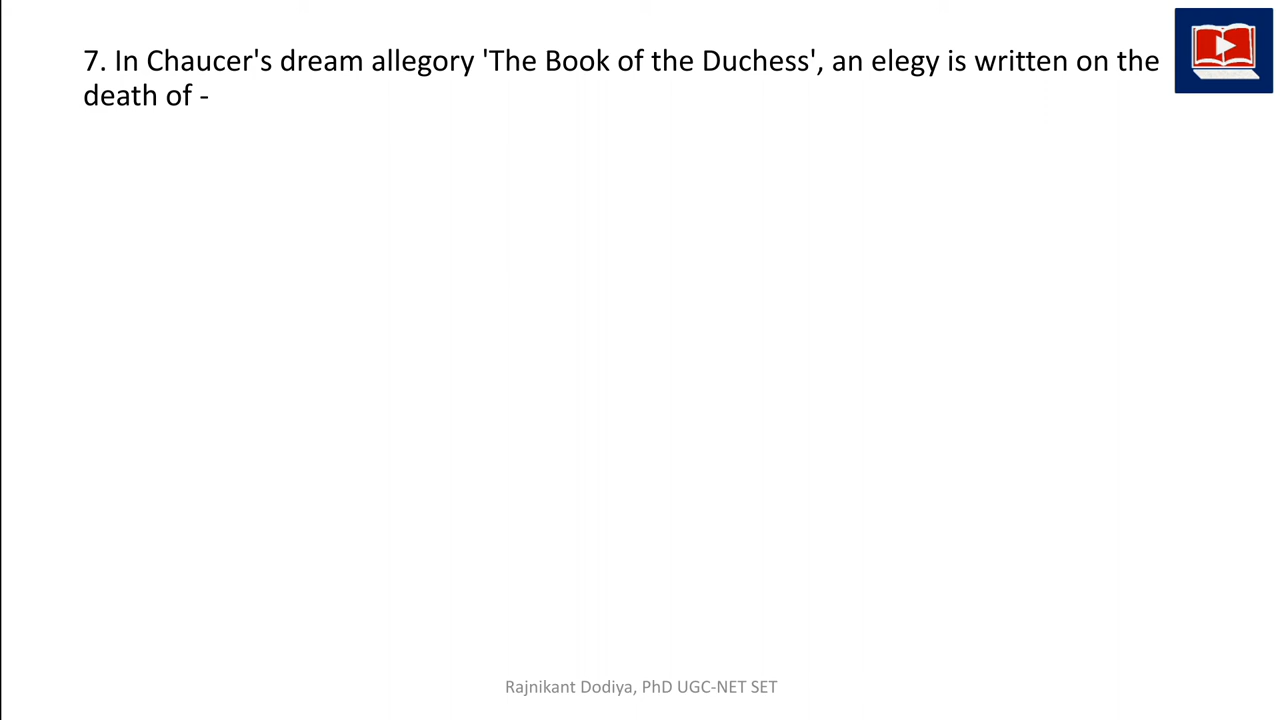 7. In Chaucer's dream allegory 'The Book of the Duchess', an elegy is written on the
death of -
Rajnikant Dodiya, PhD UGC-NET SET